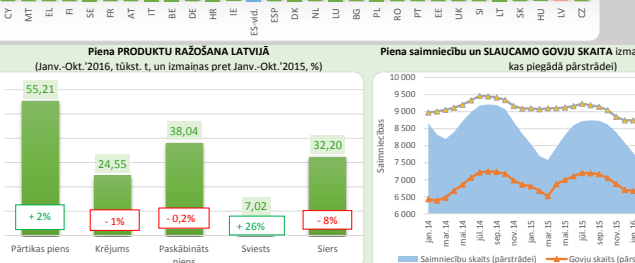 CY MT EL FI SE FR AT IT BE DE HR IE ES-vid. ESP DK NL LU BG PL RO PT EE UK SI LT SK HU LV CZ
Piena PRODUKTU RAŽOŠANA LATVIJĀ
(Janv.-Okt.'2016, tūkst. t, un izmaiņas pret Janv.-Okt.'2015, %)
55,21
24,55
38,04
7,02
32,20
+ 2%
- 1%
- 0,2%
+ 26%
- 8%
Pārtikas piens
Krējums
Paskābināts
piens
Sviests
Siers
Piena saimniecību un SLAUCAMO GOVJU SKAITA izma
kas piegādā pārstrādei)
Saimniecības
10 000
9 500
9 000
8 500
8 000
7 500
7 000
6 500
6 000
jan.14 mar.14 maijs.14 jūl.14 sep.14 nov.14 jan.15 mar.15 mai.15 jūl.15 sep.15 nov.15 jan.16
Saimniecību skaits (pārstrādei)
Govju skaits (pārs